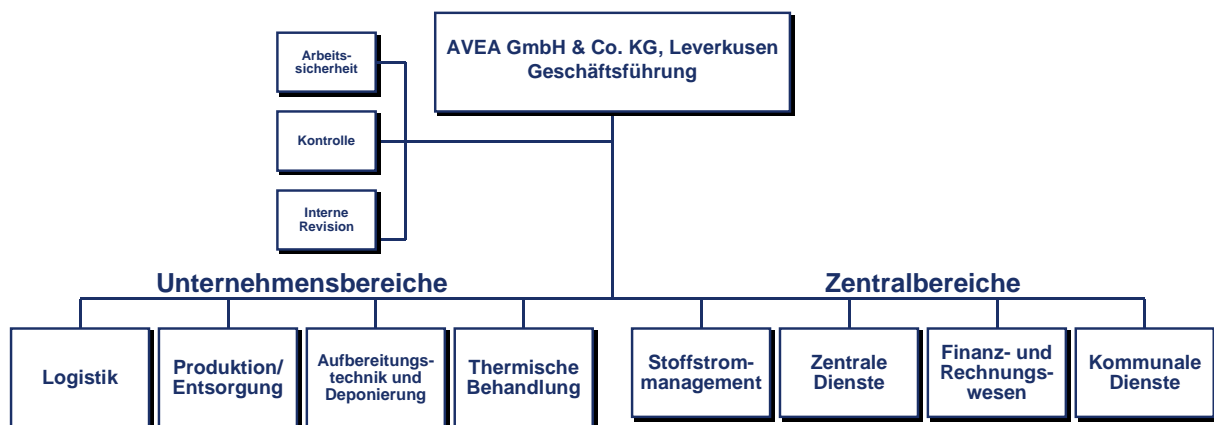 AVEA GmbH & Co. KG, Leverkusen
Geschäftsführung
Arbeits-
sicherheit
Kontrolle
Interne
Revision
Unternehmensbereiche
Zentralbereiche
Logistik
Produktion/
Entsorgung
Aufbereitungs-
technik und
Deponierung
Thermische
Behandlung
Stoffstrom-
management
Zentrale
Dienste
Finanz- und
Rechnungs-
wesen
Kommunale
Dienste